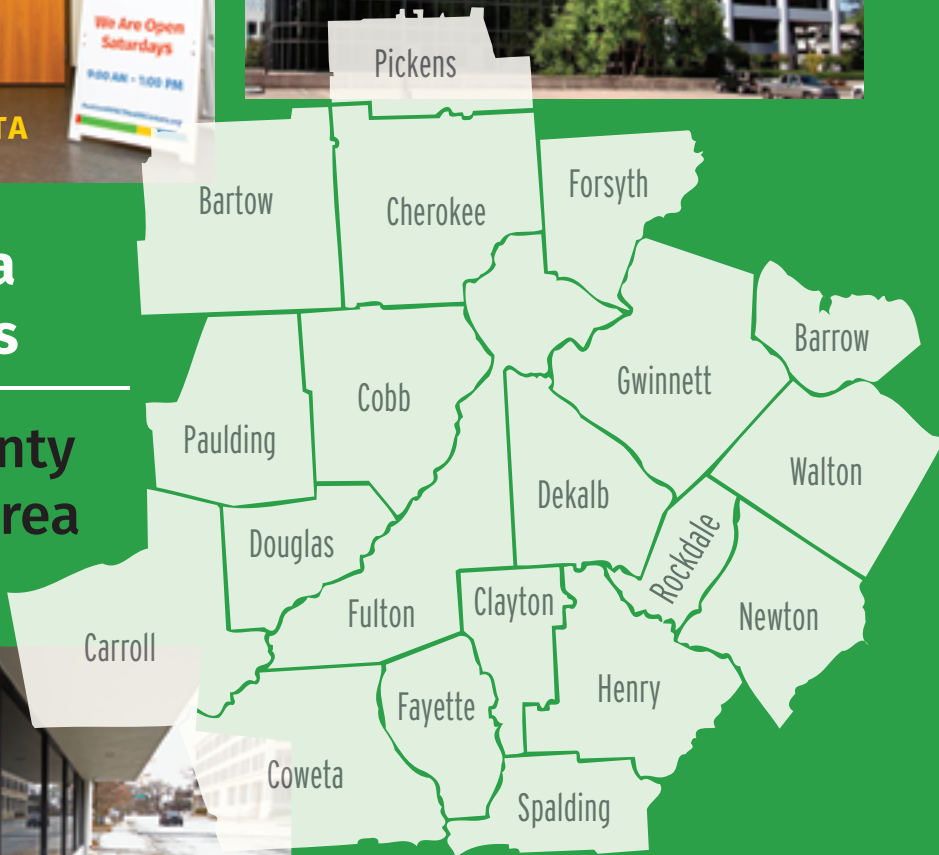 We Are Open
Saturdays
9:00 AM - 1:00 PM
TA
a
s
nty
rea
Pickens
Bartow
Cherokee
Forsyth
Barrow
Gwinnett
Cobb
Paulding
Walton
Dekalb
Douglas
Rockdale
Clayton
Fulton
Newton
Carroll
Henry
Fayette
Coweta
Spalding